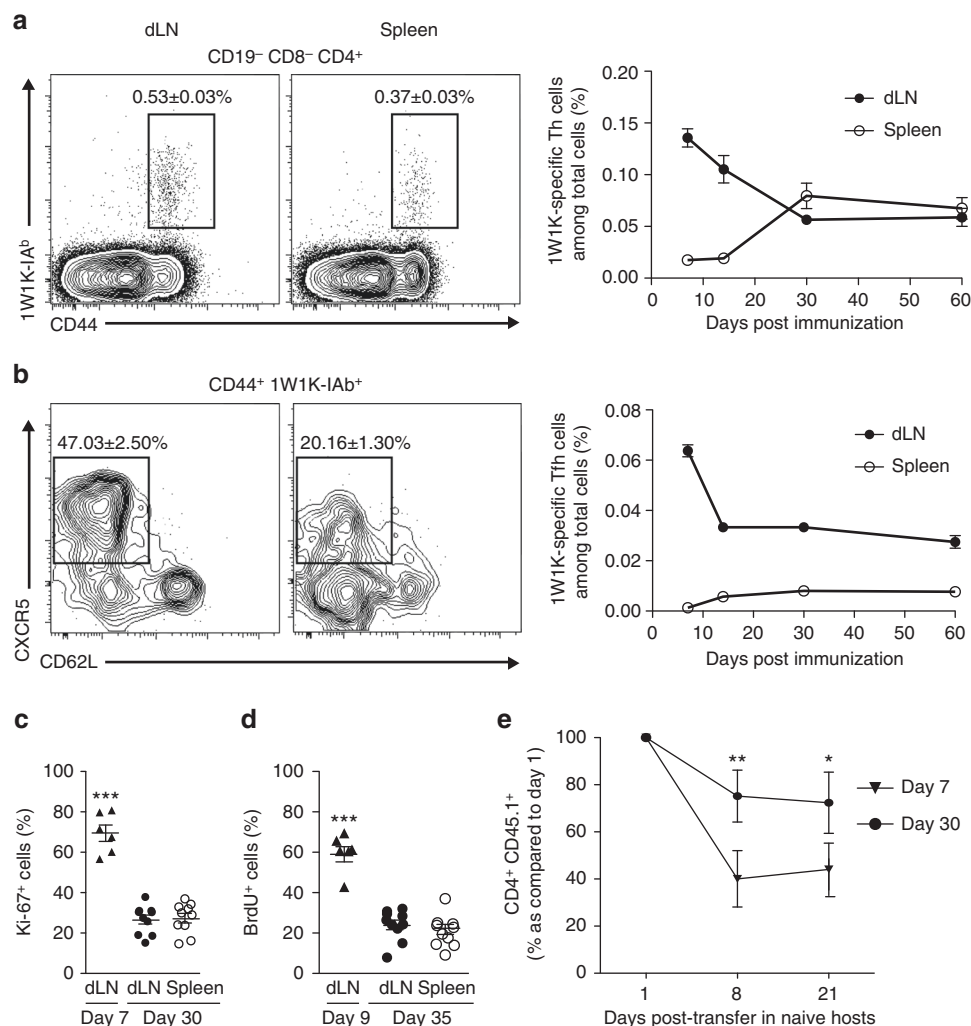 a
dLN
Spleen
CD19– CD8– CD4+
0.53±0.03%
0.37±0.03%
1W1K-IAb
CD44
1W1K-specific Th cells
among total cells (%)
0.20
0.15
0.10
0.05
0.00
dLN
Spleen
0 10 20 30 40 50 60
Days post immunization
b
CD44+ 1W1K-IAb+
47.03±2.50%
20.16±1.30%
CXCR5
CD62L
1W1K-specific Tfh cells
among total cells (%)
0.08
0.06
0.04
0.02
0.00
dLN
Spleen
0 10 20 30 40 50 60
Days post immunization
c
Ki-67+ cells (%)
100
80
60
40
20
0
***
dLN dLN Spleen
Day 7 Day 30
d
BrdU+ cells (%)
100
80
60
40
20
0
***
dLN dLN Spleen
Day 9 Day 35
e
CD4+ CD45.1+
(% as compared to day 1)
100
80
60
40
20
0
**
*
Day 7
Day 30
1 8 21
Days post-transfer in naive hosts